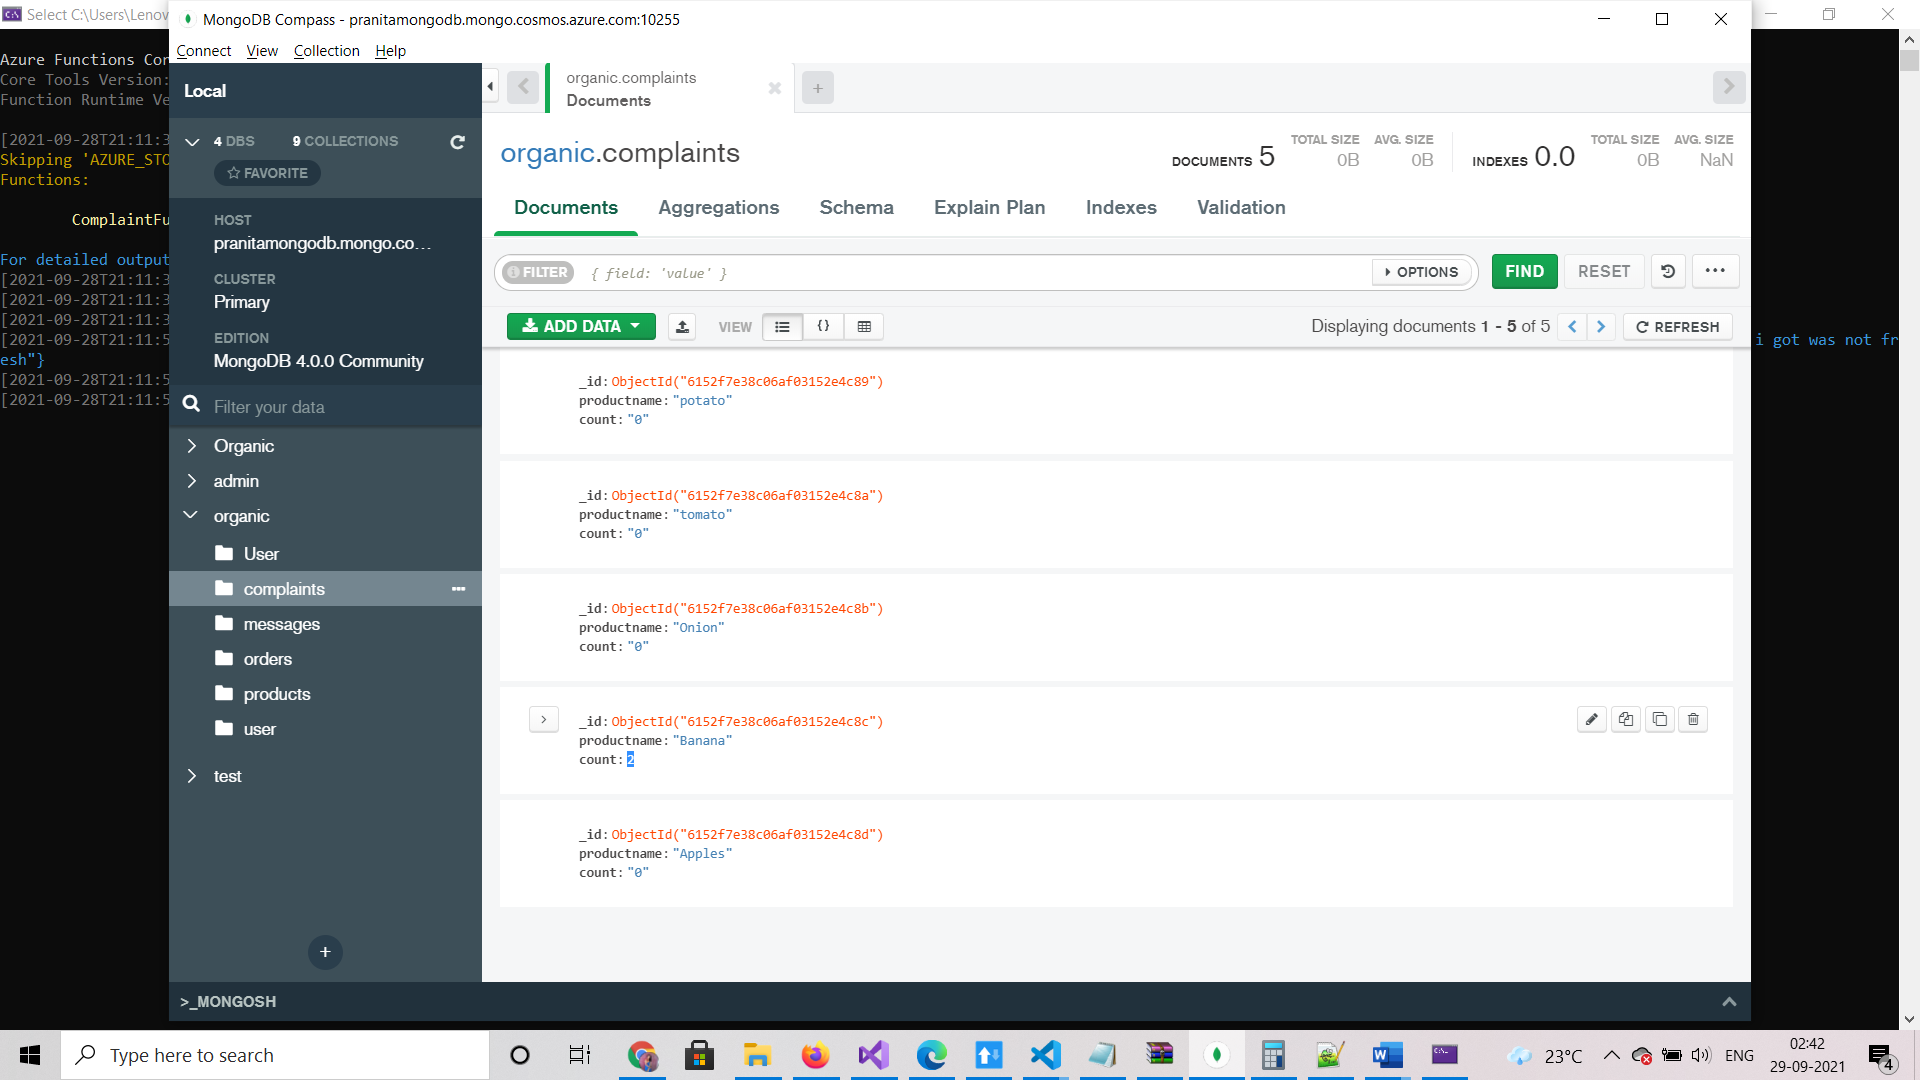 Select C:\Users\Lenov
MongoDB Compass - pranitamongodb.mongo.cosmos.azure.com:10255
Connect View Collection Help
Azure Functions Cor
Core Tools Version:
Function Runtime Ve
[2021-09-28T21:11:3
Skipping 'AZURE_STO
Functions:
ComplaintFu
For detailed output
[2021-09-28T21:11:3
[2021-09-28T21:11:3
[2021-09-28T21:11:3
[2021-09-28T21:11:5
i got was not fr
esh"}
[2021-09-28T21:11:5
[2021-09-28T21:11:5
Local
4 DBS 9 COLLECTIONS
FAVORITE
HOST
pranitamongodb.mongo.co...
CLUSTER
Primary
EDITION
MongoDB 4.0.0 Community
Filter your data
Organic
admin
organic
User
complaints
messages
orders
products
user
test
organic.complaints
Documents
organic.complaints
DOCUMENTS 5
TOTAL SIZE AVG. SIZE
0B 0B
INDEXES 0.0
TOTAL SIZE AVG. SIZE
0B NaN
Documents Aggregations Schema Explain Plan Indexes Validation
FILTER { field: 'value' } OPTIONS FIND RESET
ADD DATA VIEW {} Displaying documents 1 - 5 of 5 REFRESH
_id: ObjectId("6152f7e38c06af03152e4c89")
productname: "potato"
count: "0"
_id: ObjectId("6152f7e38c06af03152e4c8a")
productname: "tomato"
count: "0"
_id: ObjectId("6152f7e38c06af03152e4c8b")
productname: "Onion"
count: "0"
_id: ObjectId("6152f7e38c06af03152e4c8c")
productname: "Banana"
count: 2
_id: ObjectId("6152f7e38c06af03152e4c8d")
productname: "Apples"
count: "0"
>_MONGOSH
Type here to search
23°C
ENG
02:42
29-09-2021
4